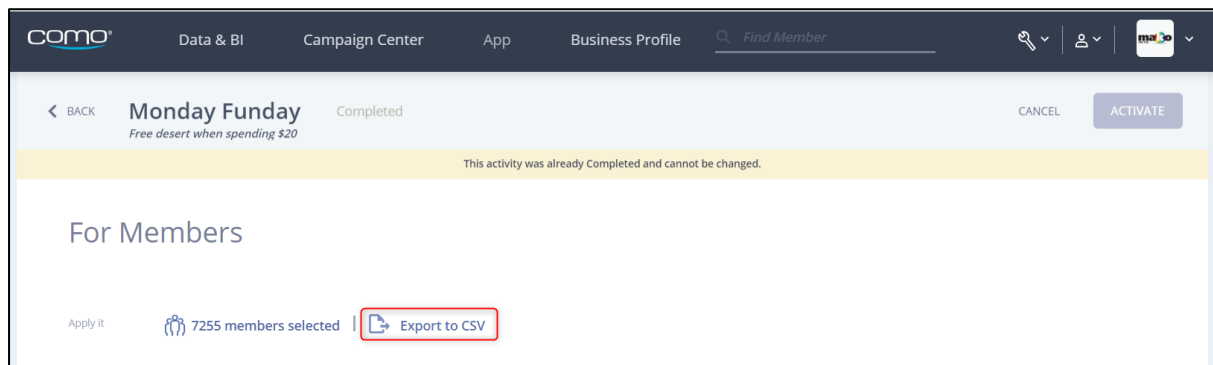 como
Data & BI
Campaign Center
App
Business Profile
Find Member
BACK
Monday Funday
Completed
CANCEL
ACTIVATE
Free desert when spending $20
This activity was already Completed and cannot be changed.
For Members
Apply it
7255 members selected
Export to CSV